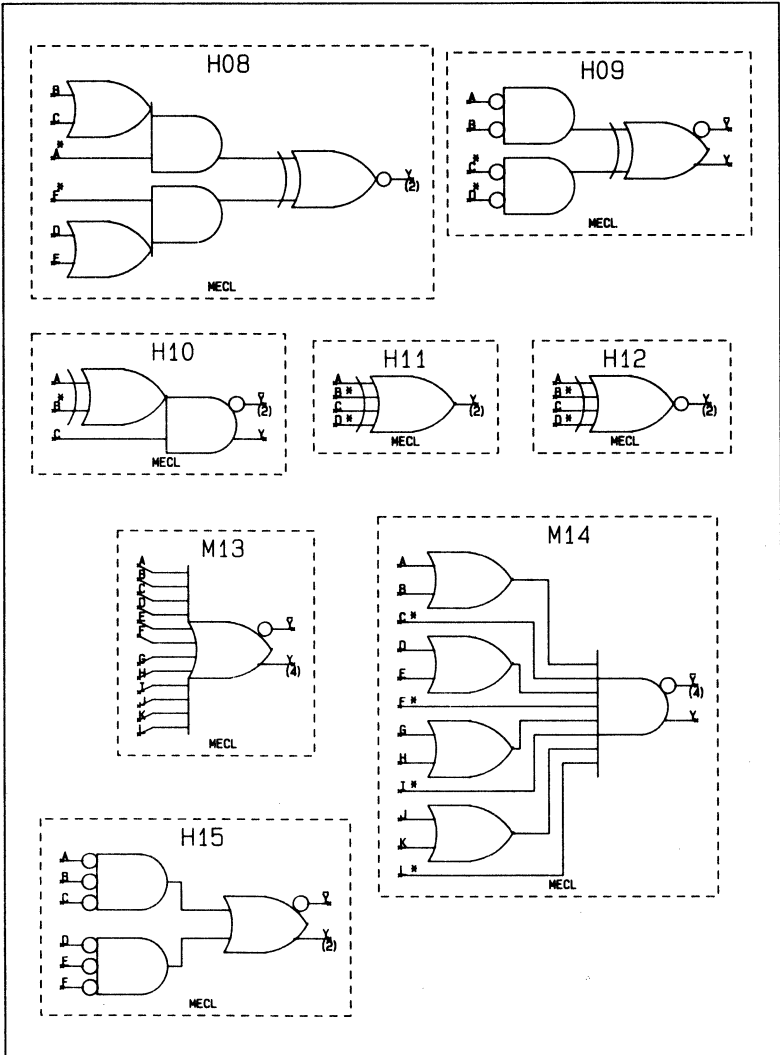 H08
B
C
A*
F*
D
E
Y
(2)
MECL
H09
A
B
C*
D*
Y̅
Y
MECL
H10
A
B*
C
Y̅
(2)
Y
MECL
H11
A
B*
C
D*
Y
(2)
MECL
H12
A
B*
C
D*
Y
(2)
MECL
M13
A
B
C
D
E
F
G
H
I
J
K
L
Y̅
Y
(4)
MECL
M14
A
B
C*
D
E
F*
G
H
I*
J
K
L*
Y̅
(4)
Y
MECL
H15
A
B
C
D
E
F
Y̅
Y
(2)
MECL